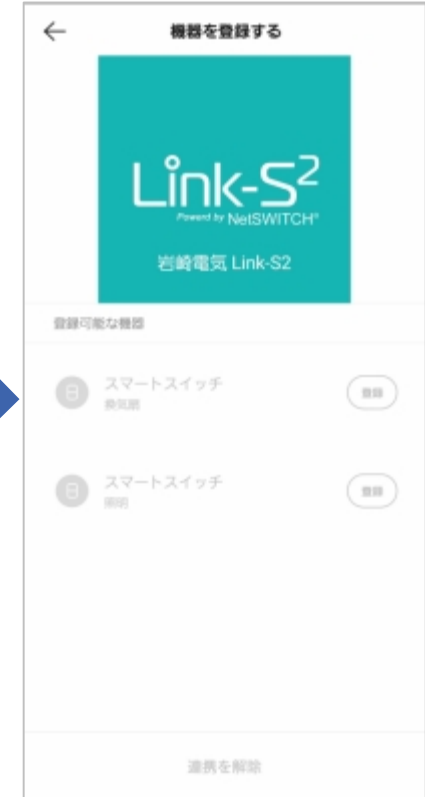 機器を登録する
Link-S²
Powered by NetSWITCH®
岩崎電気 Link-S2
登録可能な機器
スマートスイッチ
換気扇
登録
スマートスイッチ
照明
登録
連携を解除